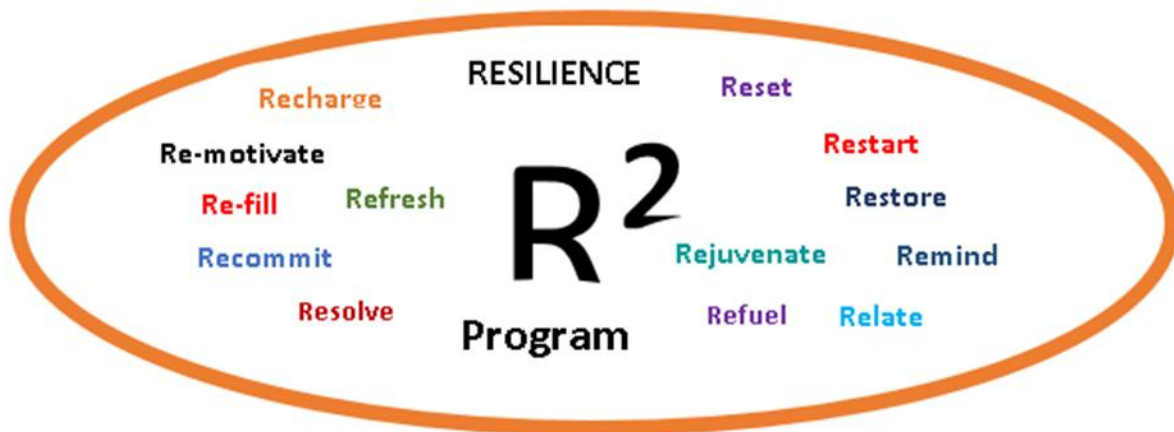 RESILIENCE
Recharge
Reset
Re-motivate
Restart
R²
Re-fill
Refresh
Restore
Recommit
Rejuvenate
Remind
Resolve
Refuel
Relate
Program